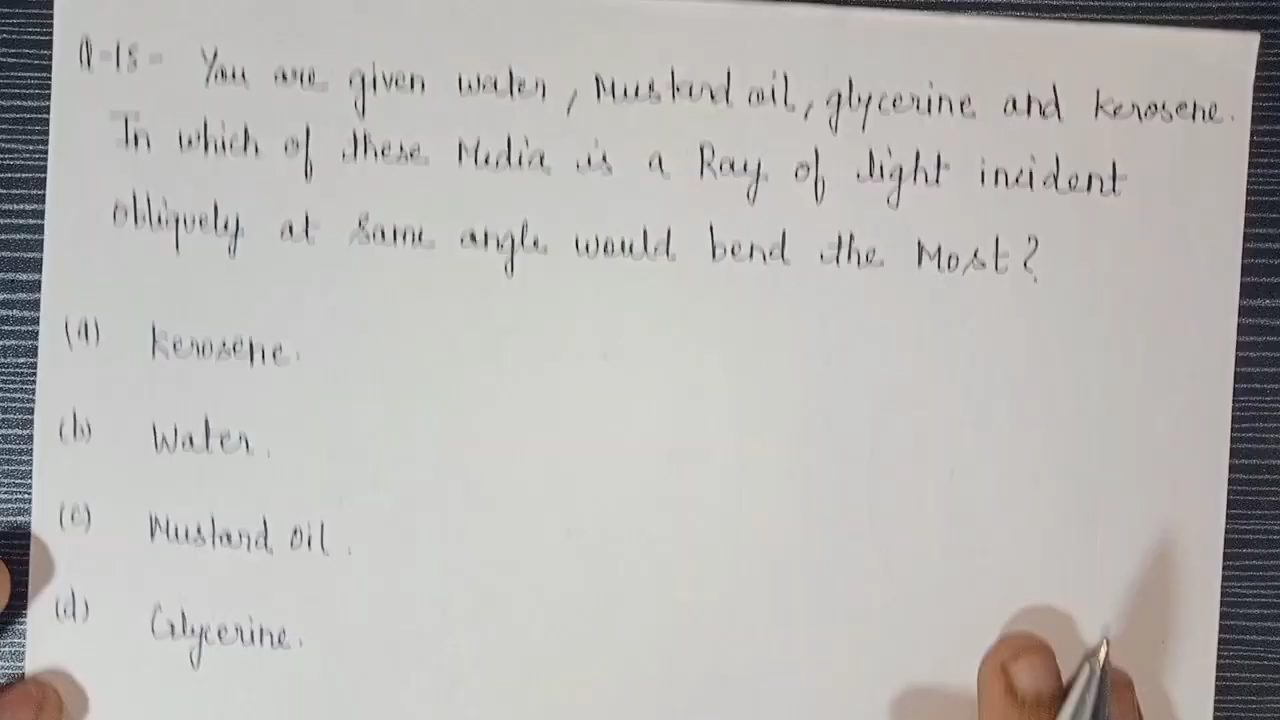 Q-15- You are given water, Mustard oil, glycerine and Kerosene.
In which of these Media is a Ray of light incident
obliquely at same angle would bend the Most?
(a) Kerosene.
(b) Water.
(c) Mustard oil.
(d) Glycerine.